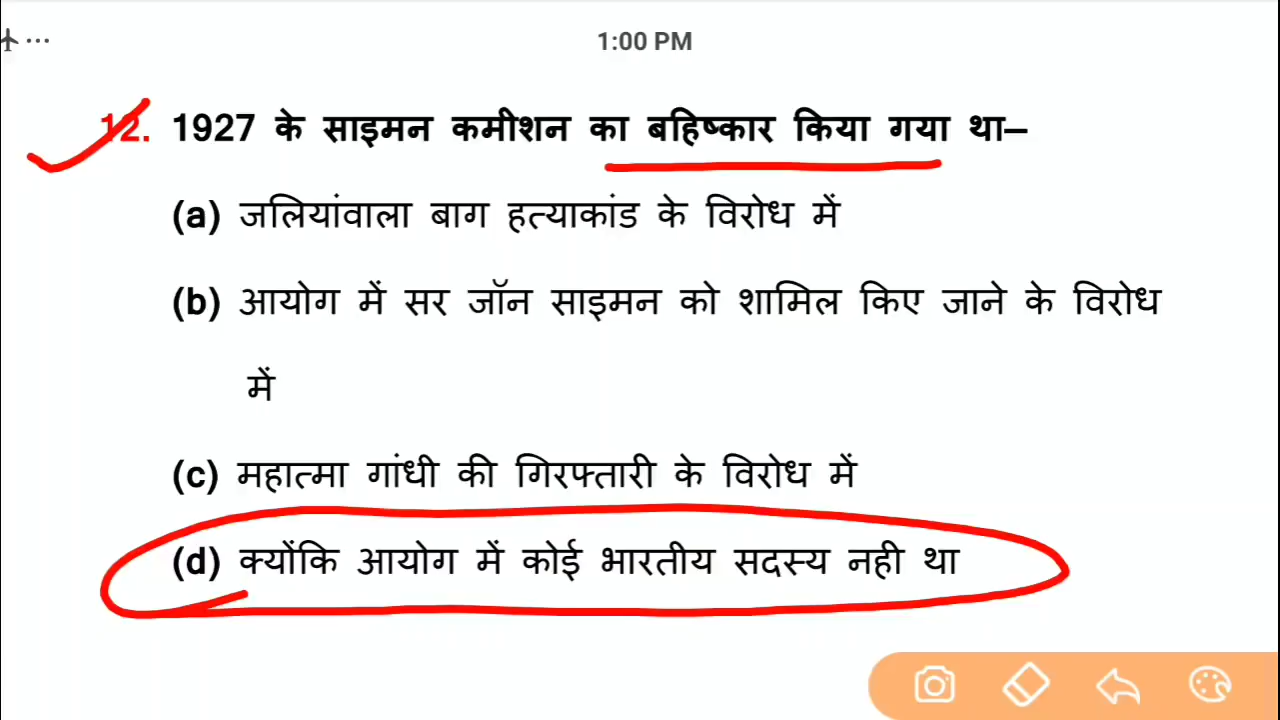 1:00 PM
12. 1927 के साइमन कमीशन का बहिष्कार किया गया था–
(a) जलियांवाला बाग हत्याकांड के विरोध में
(b) आयोग में सर जॉन साइमन को शामिल किए जाने के विरोध
में
(c) महात्मा गांधी की गिरफ्तारी के विरोध में
(d) क्योंकि आयोग में कोई भारतीय सदस्य नही था